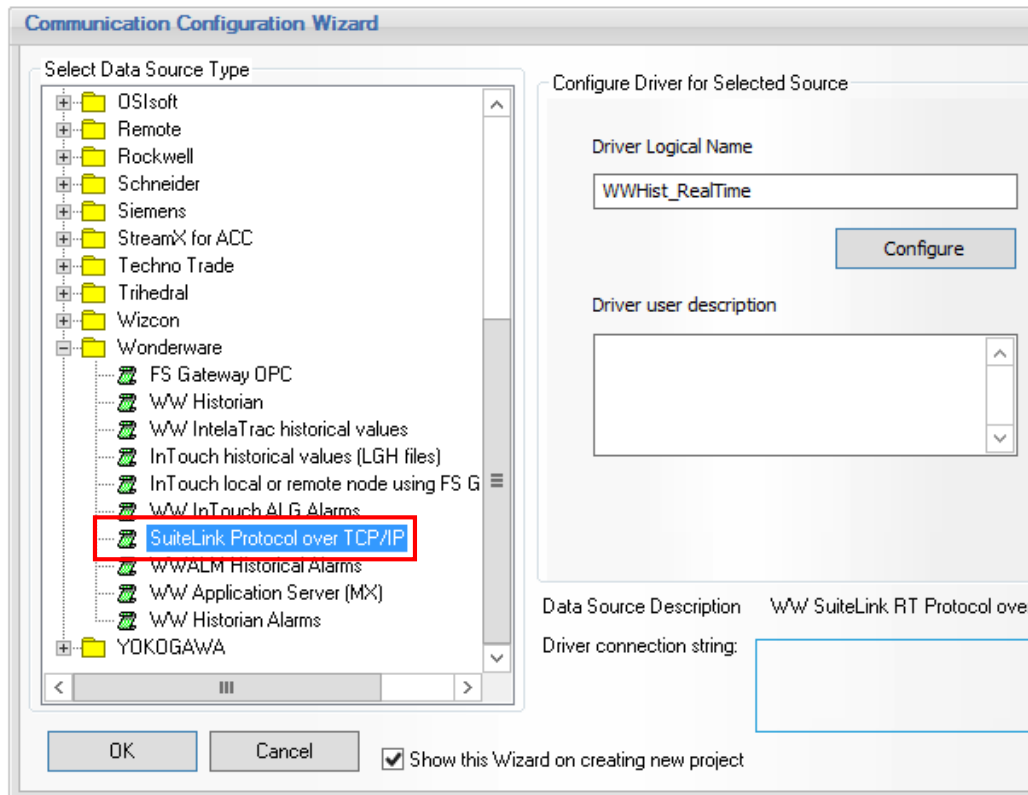 Communication Configuration Wizard
Select Data Source Type
OSIsoft
Remote
Rockwell
Schneider
Siemens
StreamX for ACC
Techno Trade
Trihedral
Wizcon
Wonderware
FS Gateway OPC
WW Historian
WW IntelaTrac historical values
InTouch historical values (LGH files)
InTouch local or remote node using FS G
WW InTouch ALG Alarms
SuiteLink Protocol over TCP/IP
WWALM Historical Alarms
WW Application Server (MX)
WW Historian Alarms
YOKOGAWA
Configure Driver for Selected Source
Driver Logical Name
WWHist_RealTime
Configure
Driver user description
Data Source Description WW SuiteLink RT Protocol ove
Driver connection string:
OK
Cancel
Show this Wizard on creating new project